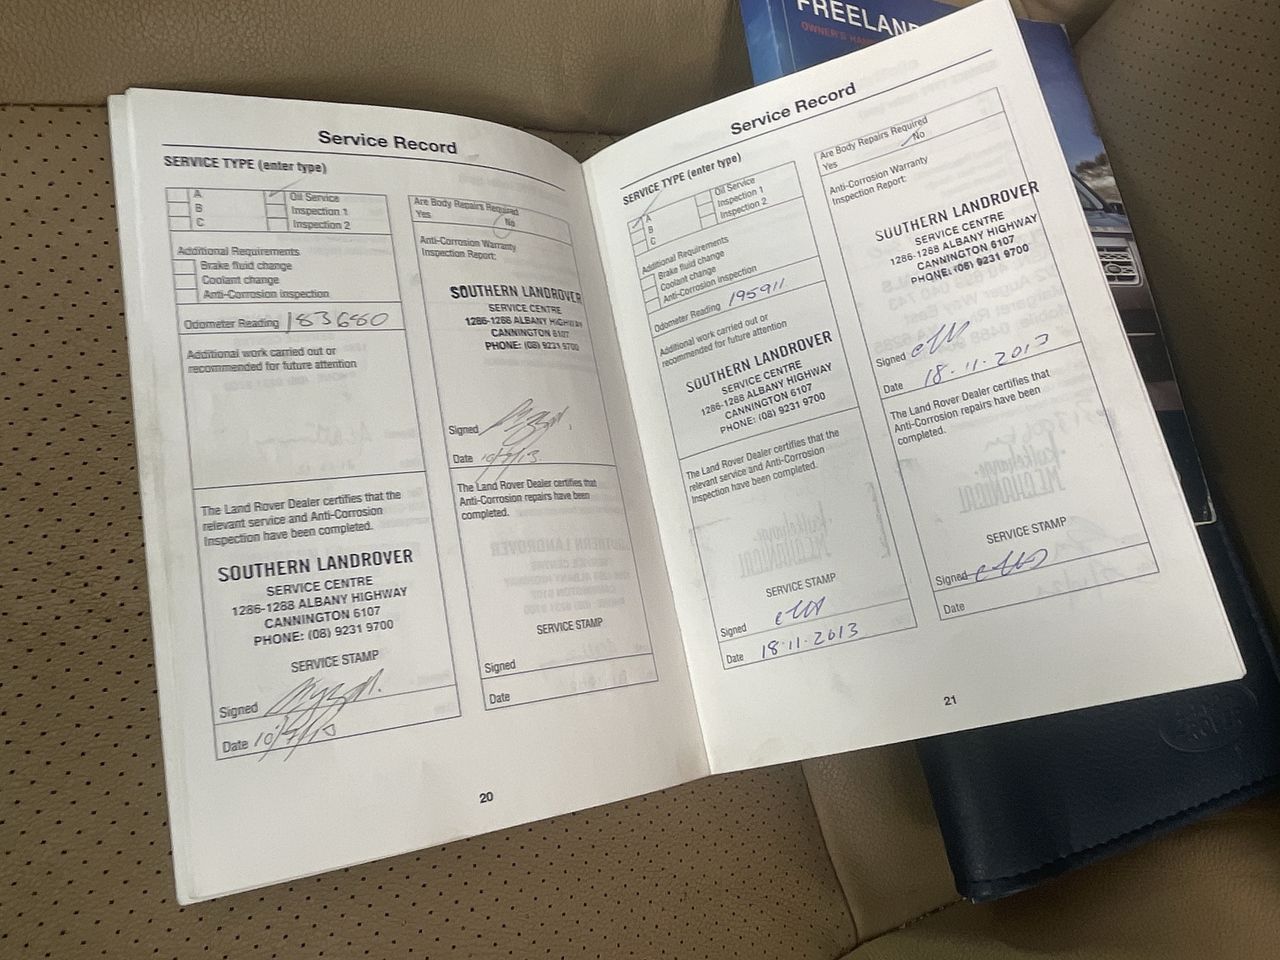 FREELAND
OWNER'S HAN
Service Record
SERVICE TYPE (enter type)
A
Oil Service
B
Inspection 1
C
Inspection 2
Additional Requirements
Brake fluid change
Coolant change
Anti-Corrosion inspection
Odometer Reading 183680
Additional work carried out or
recommended for future attention
The Land Rover Dealer certifies that the
relevant service and Anti-Corrosion
Inspection have been completed.
SOUTHERN LANDROVER
SERVICE CENTRE
1286-1288 ALBANY HIGHWAY
CANNINGTON 6107
PHONE: (08) 9231 9700
SERVICE STAMP
Signed
Date 10/7/13
Are Body Repairs Required
Yes
No
Anti-Corrosion Warranty
Inspection Report:
SOUTHERN LANDROVER
SERVICE CENTRE
1286-1288 ALBANY HIGHWAY
CANNINGTON 6107
PHONE: (08) 9231 9700
Signed
Date 10/7/13.
The Land Rover Dealer certifies that
Anti-Corrosion repairs have been
completed.
SERVICE STAMP
Signed
Date
20
Service Record
SERVICE TYPE (enter type)
A
Oil Service
B
Inspection 1
C
Inspection 2
Additional Requirements
Brake fluid change
Coolant change
Anti-Corrosion inspection
Odometer Reading 195911.
Additional work carried out or
recommended for future attention
SOUTHERN LANDROVER
SERVICE CENTRE
1286-1288 ALBANY HIGHWAY
CANNINGTON 6107
PHONE: (08) 9231 9700
The Land Rover Dealer certifies that the
relevant service and Anti-Corrosion
Inspection have been completed.
SERVICE STAMP
Signed
Date 18.11.2013
Are Body Repairs Required
Yes
No
Anti-Corrosion Warranty
Inspection Report:
SOUTHERN LANDROVER
SERVICE CENTRE
1286-1288 ALBANY HIGHWAY
CANNINGTON 6107
PHONE: (08) 9231 9700
Signed
Date 18.11.2013
The Land Rover Dealer certifies that
Anti-Corrosion repairs have been
completed.
SERVICE STAMP
Signed
Date
21